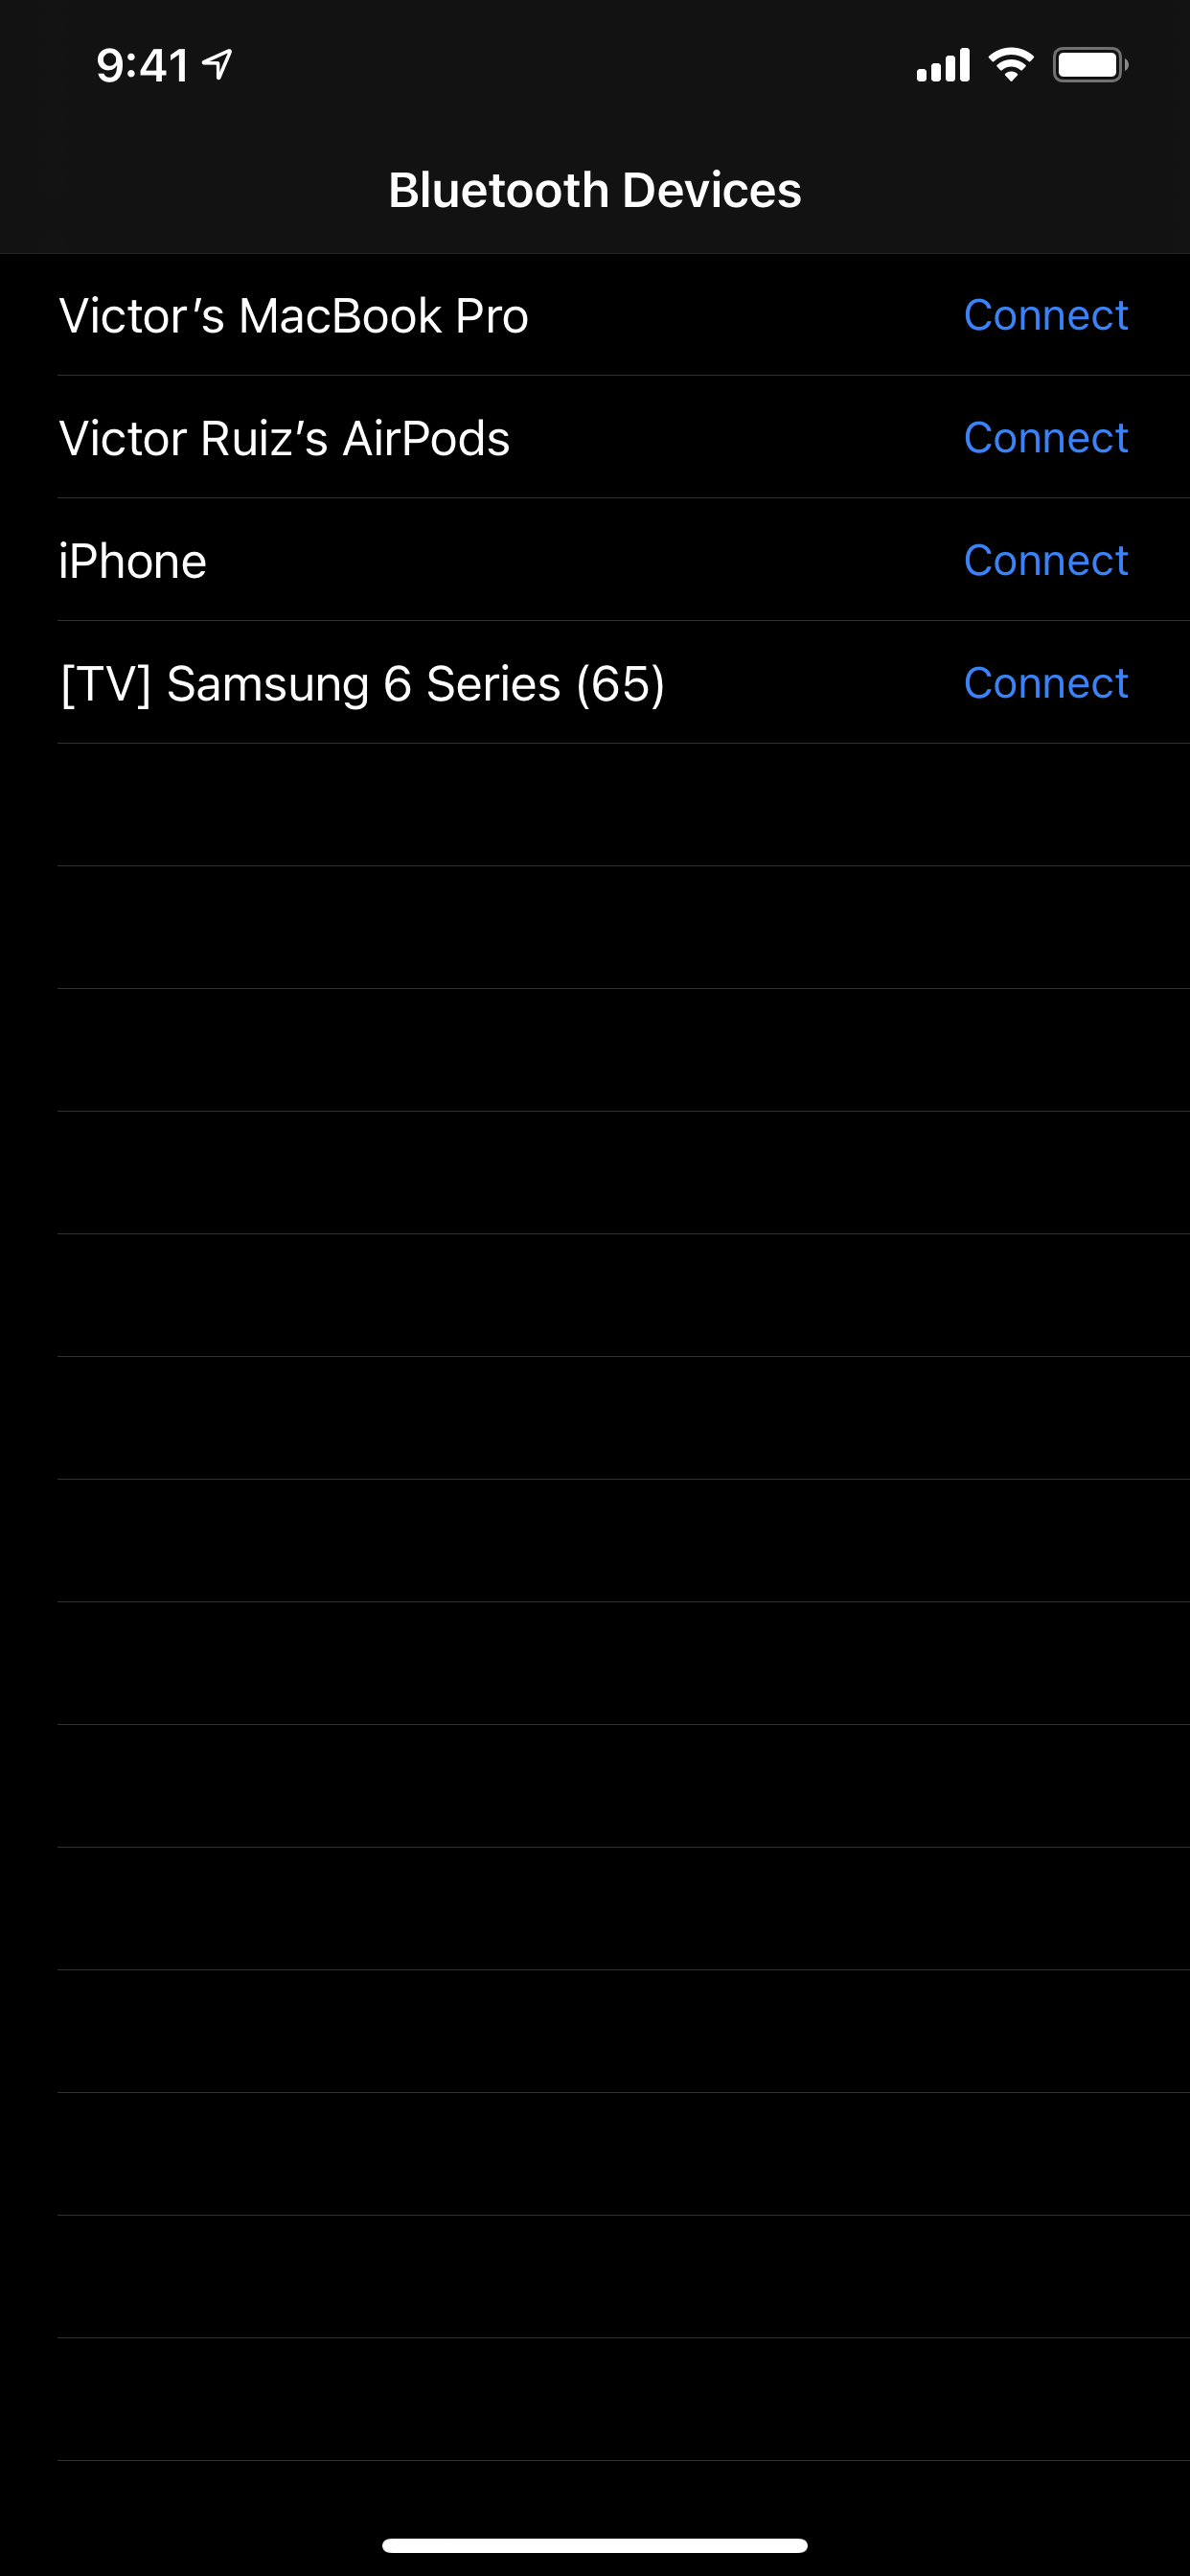 9:41
Bluetooth Devices
Victor’s MacBook Pro Connect
Victor Ruiz’s AirPods Connect
iPhone Connect
[TV] Samsung 6 Series (65) Connect